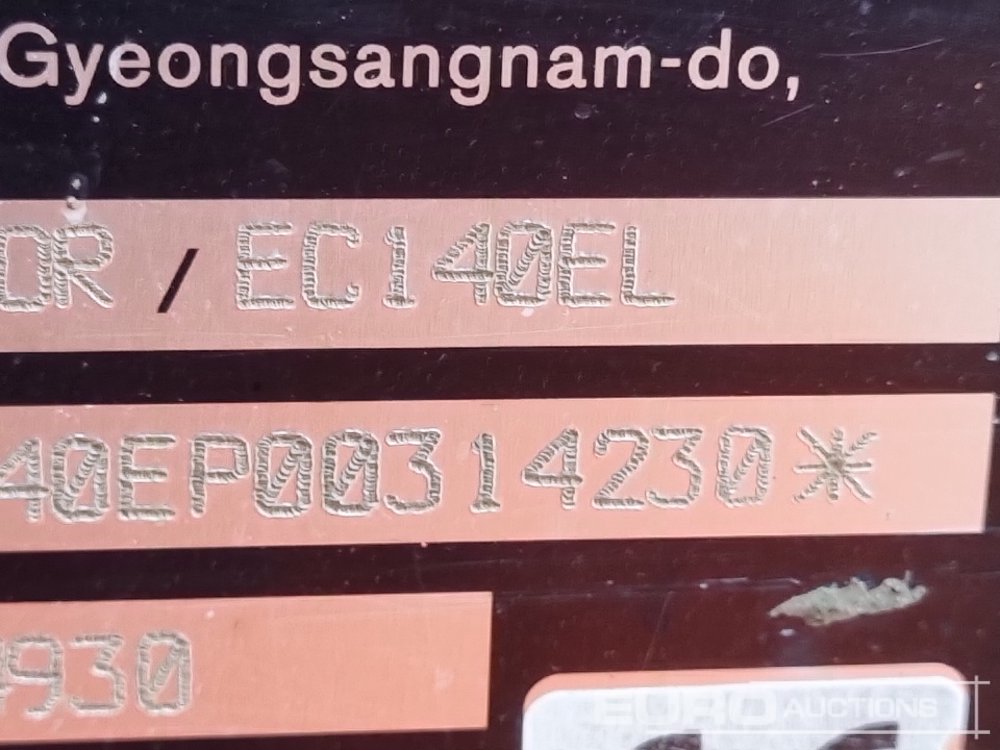 Gyeongsangnam-do,
OR / EC140EL
40EP00314230*
930
EURO AUCTIONS